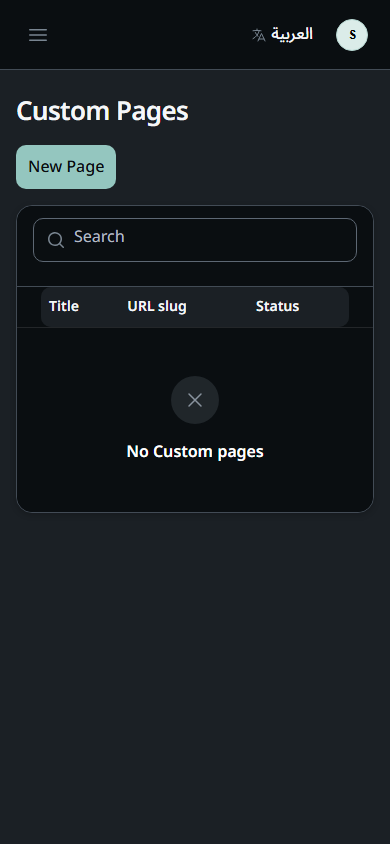 العربية
S
Custom Pages
New Page
Search
Title URL slug Status
No Custom pages